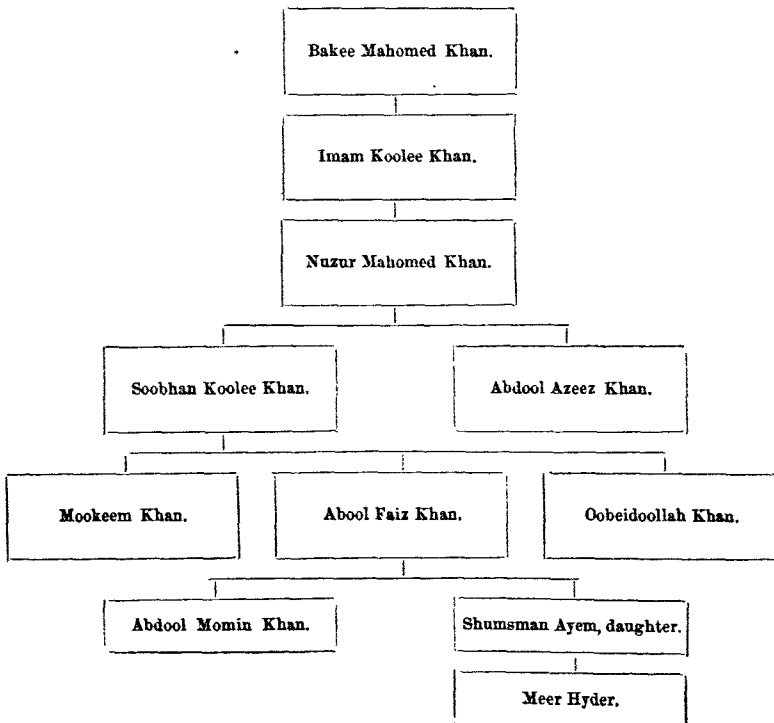 Bakee Mahomed Khan.
Imam Koolee Khan.
Nuzur Mahomed Khan.
Soobhan Koolee Khan.
Abdool Azeez Khan.
Mookeem Khan.
Abool Faiz Khan.
Oobeidoollah Khan.
Abdool Momin Khan.
Shumsman Ayem, daughter.
Meer Hyder.